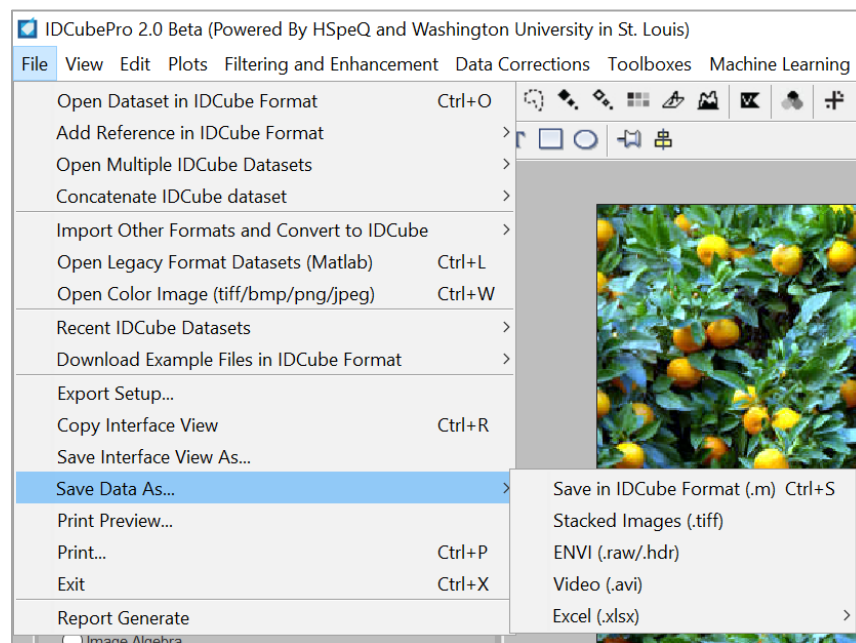 IDCubePro 2.0 Beta (Powered By HSpeQ and Washington University in St. Louis)
File View Edit Plots Filtering and Enhancement Data Corrections Toolboxes Machine Learning
Open Dataset in IDCube Format Ctrl+O
Add Reference in IDCube Format
Open Multiple IDCube Datasets
Concatenate IDCube dataset
Import Other Formats and Convert to IDCube
Open Legacy Format Datasets (Matlab) Ctrl+L
Open Color Image (tiff/bmp/png/jpeg) Ctrl+W
Recent IDCube Datasets
Download Example Files in IDCube Format
Export Setup...
Copy Interface View Ctrl+R
Save Interface View As...
Save Data As...
Save in IDCube Format (.m) Ctrl+S
Print Preview...
Stacked Images (.tiff)
Print... Ctrl+P
ENVI (.raw/.hdr)
Exit Ctrl+X
Video (.avi)
Report Generate
Excel (.xlsx)
Image Algebra